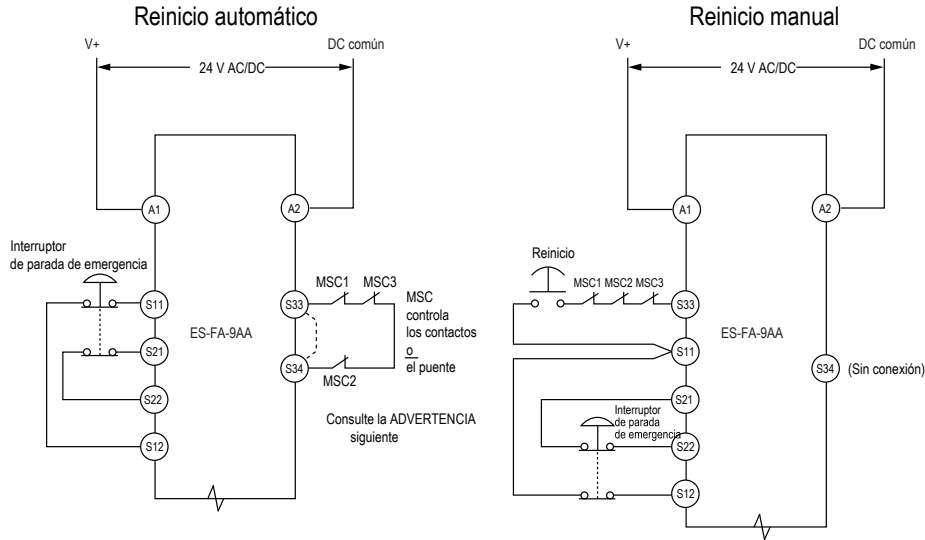 Reinicio automático
V+
DC común
24 V AC/DC
A1
A2
Interruptor
de parada de emergencia
S11
S21
S22
S12
ES-FA-9AA
S33
S34
MSC1
MSC3
MSC2
MSC
controla
los contactos
o
el puente
Consulte la ADVERTENCIA
siguiente
Reinicio manual
V+
DC común
24 V AC/DC
A1
A2
Reinicio
MSC1
MSC2
MSC3
S33
S11
ES-FA-9AA
S34
(Sin conexión)
S21
Interruptor
de parada
de emergencia
S22
S12